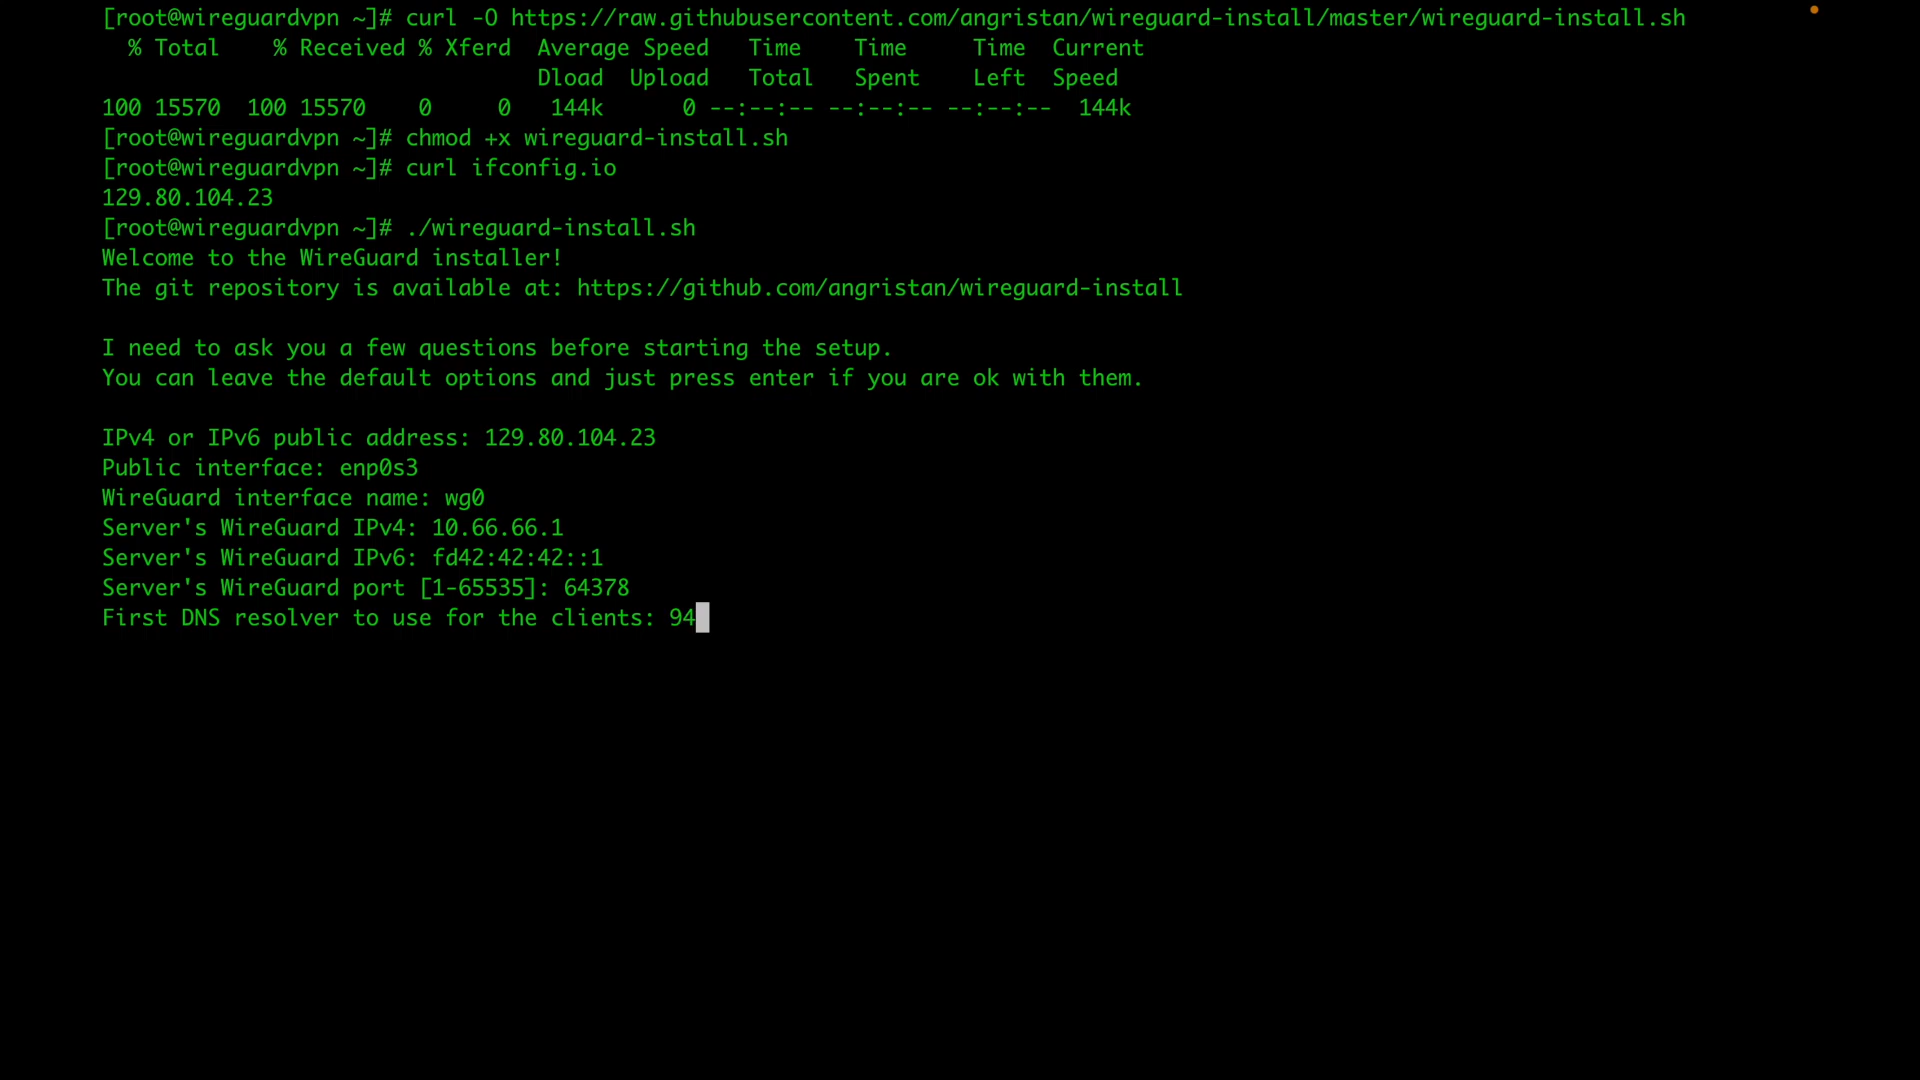 [root@wireguardvpn ~]# curl -O https://raw.githubusercontent.com/angristan/wireguard-install/master/wireguard-install.sh
  % Total    % Received % Xferd  Average Speed   Time    Time     Time  Current
                                 Dload  Upload   Total   Spent    Left  Speed
100 15570  100 15570    0     0   144k      0 --:--:-- --:--:-- --:--:--  144k
[root@wireguardvpn ~]# chmod +x wireguard-install.sh
[root@wireguardvpn ~]# curl ifconfig.io
129.80.104.23
[root@wireguardvpn ~]# ./wireguard-install.sh
Welcome to the WireGuard installer!
The git repository is available at: https://github.com/angristan/wireguard-install
I need to ask you a few questions before starting the setup.
You can leave the default options and just press enter if you are ok with them.
IPv4 or IPv6 public address: 129.80.104.23
Public interface: enp0s3
WireGuard interface name: wg0
Server's WireGuard IPv4: 10.66.66.1
Server's WireGuard IPv6: fd42:42:42::1
Server's WireGuard port [1-65535]: 64378
First DNS resolver to use for the clients: 94